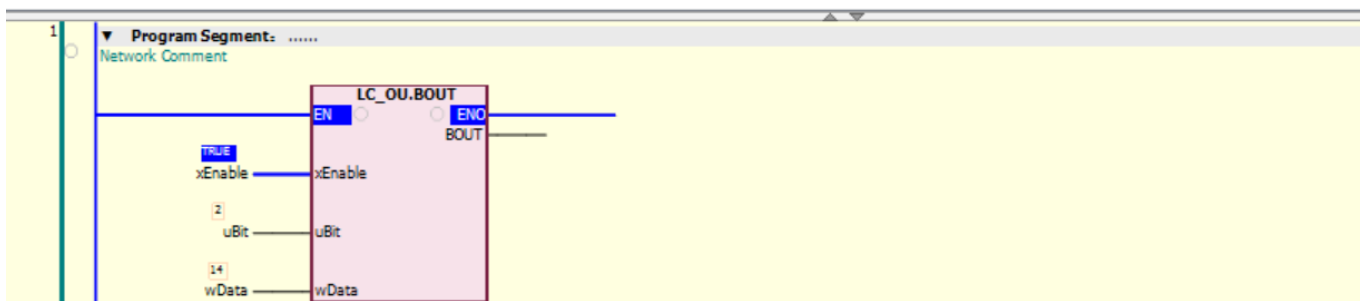 1
▼ Program Segment: ......
Network Comment
LC_OU.BOUT
EN ENO
BOUT
TRUE
xEnable xEnable
2
uBit uBit
14
wData wData